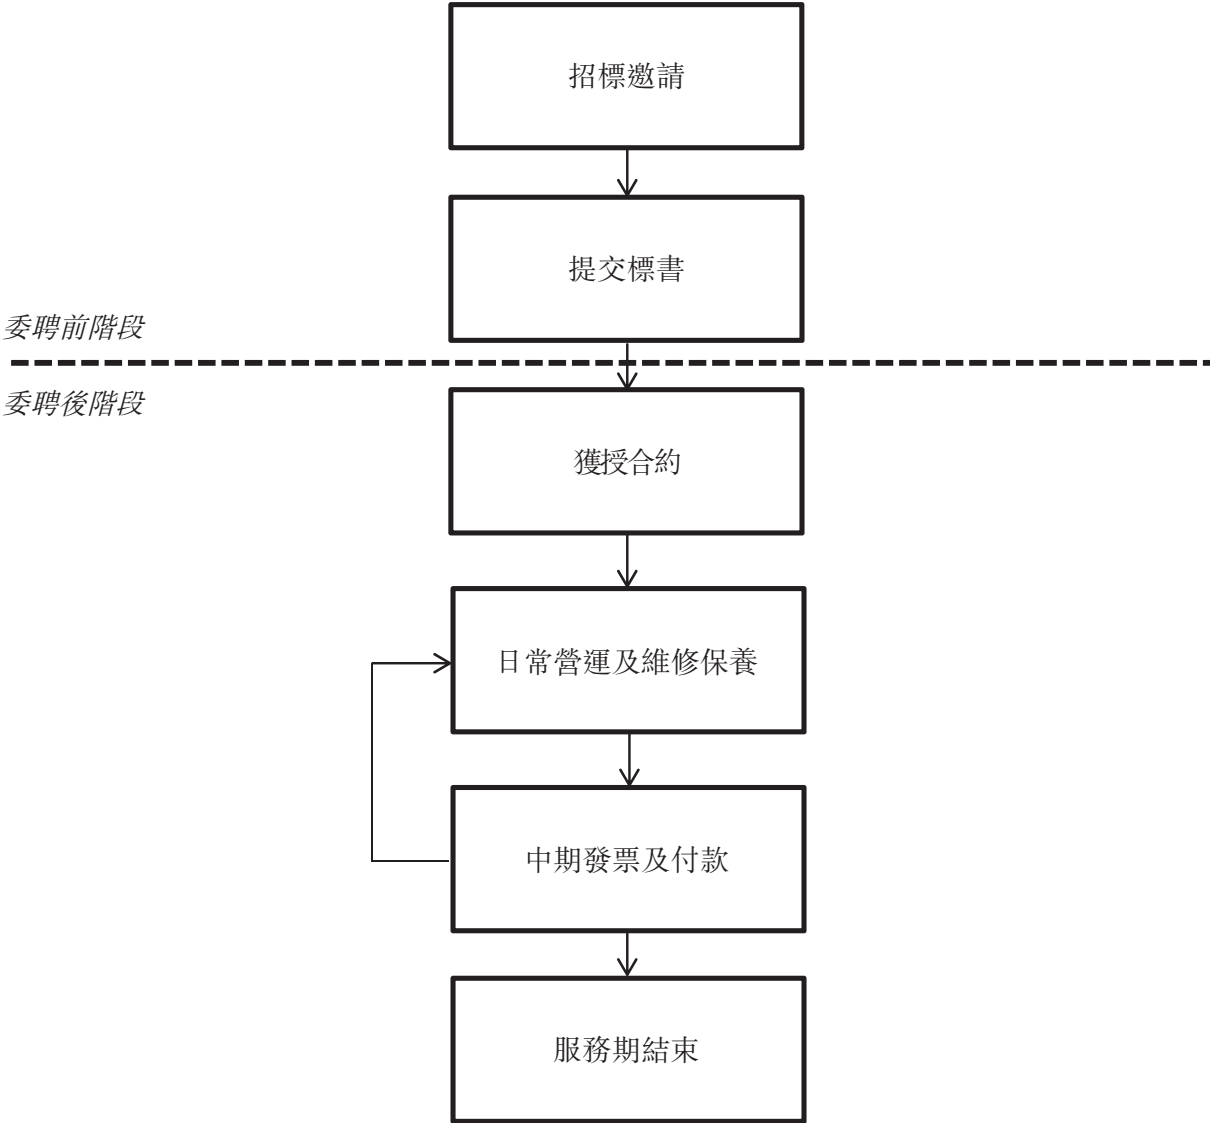 招標邀請
提交標書
委聘前階段
委聘後階段
獲授合約
日常營運及維修保養
中期發票及付款
服務期結束